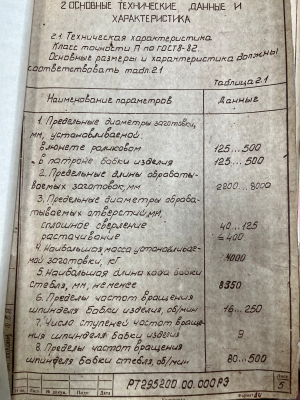 2 ОСНОВНЫЕ ТЕХНИЧЕСКИЕ ДАННЫЕ И
ХАРАКТЕРИСТИКА
2.1. Техническая характеристика
Класс точности П по ГОСТ8-82.
Основные размеры и характеристика должны
соответствовать табл.2.1
Таблица 2.1
Наименование параметров Данные
1. Предельные диаметры заготовки,
мм, устанавливаемой
в люнете роликовом 125...500
в патроне бабки изделия 125...500
2. Предельные длины обрабаты-
ваемых заготовок, мм 2800...8000
3. Предельные диаметры обраба-
тываемых отверстий, мм,
сплошное сверление 40...125
растачивание ≤400
4. Наибольшая масса устанавливае-
мой заготовки, кг 4000
5. Наибольшая длина хода бабки
стебля, мм, не менее 8350
6. Пределы частот вращения
шпинделя бабки изделия, об/мин 16-250
7. Число ступеней частот враще-
ния шпинделя бабки изделия 9
8. Пределы частот вращения
шпинделя бабки стебля, об/мин 80...500
РТ295200.00.000РЭ
5